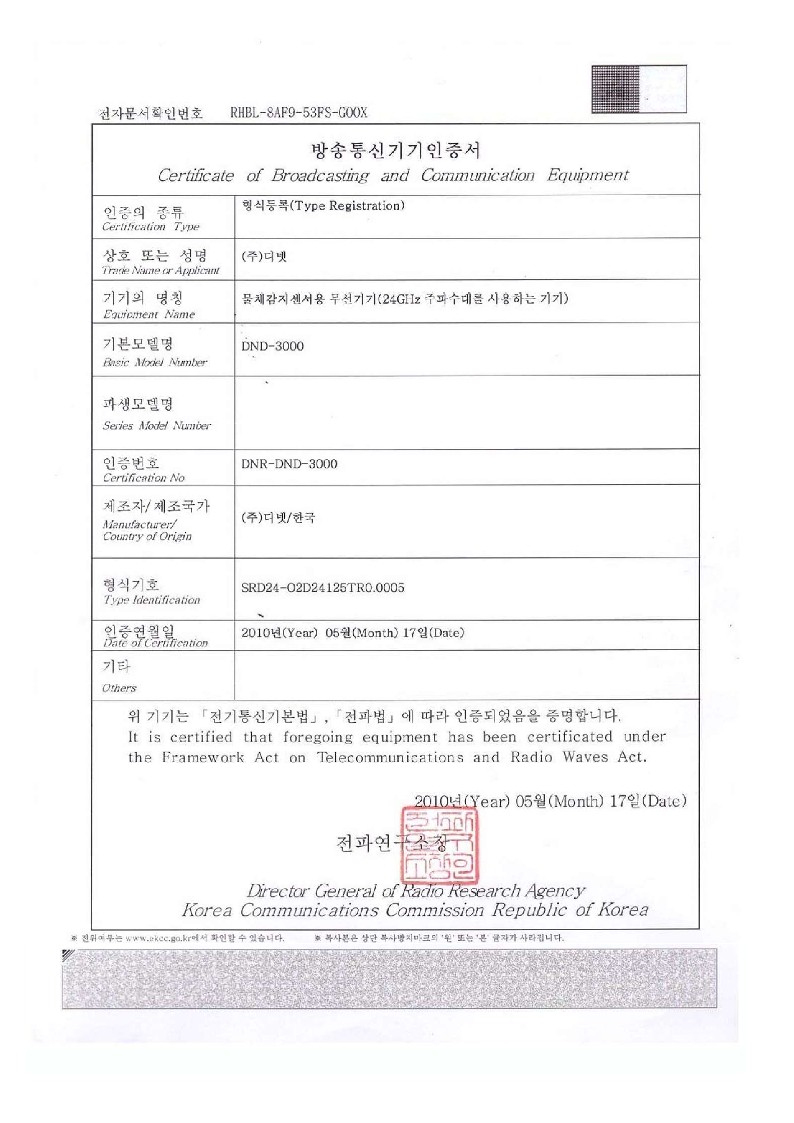 전자문서확인번호 RHBL-8AF9-53FS-GOOX
방송통신기기인증서
Certificate of Broadcasting and Communication Equipment
인증의 종류
Certification Type
형식등록(Type Registration)
상호 또는 성명
Trade Name or Applicant
(주)디넷
기기의 명칭
Equipment Name
물체감지센서용 무선기기(24GHz 주파수대를 사용하는 기기)
기본모델명
Basic Model Number
DND-3000
파생모델명
Series Model Number
인증번호
Certification No
DNR-DND-3000
제조자/제조국가
Manufacturer/
Country of Origin
(주)디넷/한국
형식기호
Type Identification
SRD24-O2D24125TR0.0005
인증연월일
Date of Certification
2010년(Year) 05월(Month) 17일(Date)
기타
Others
위 기기는 「전기통신기본법」,「전파법」에 따라 인증되었음을 증명합니다.
It is certified that foregoing equipment has been certificated under
the Framework Act on Telecommunications and Radio Waves Act.
2010년(Year) 05월(Month) 17일(Date)
전파연구소장
Director General of Radio Research Agency
Korea Communications Commission Republic of Korea
※ 진위여부는 www.ekcc.go.kr에서 확인할 수 있습니다. ※ 복사본은 상단 복사방지마크의 '원' 또는 '본' 글자가 사라집니다.